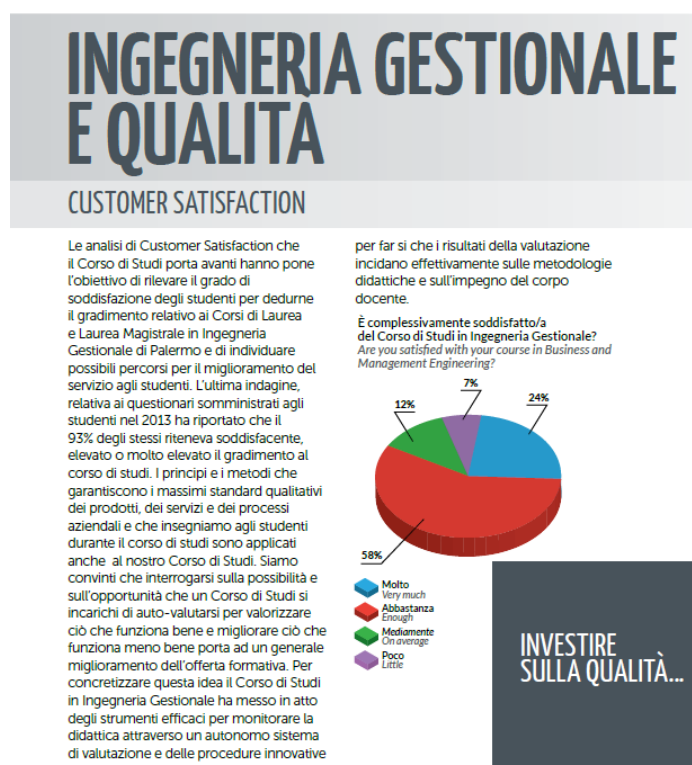 INGEGNERIA GESTIONALE
E QUALITÀ
CUSTOMER SATISFACTION
Le analisi di Customer Satisfaction che
il Corso di Studi porta avanti hanno pone
l'obiettivo di rilevare il grado di
soddisfazione degli studenti per dedurne
il gradimento relativo ai Corsi di Laurea
e Laurea Magistrale in Ingegneria
Gestionale di Palermo e di individuare
possibili percorsi per il miglioramento del
servizio agli studenti. L'ultima indagine,
relativa ai questionari somministrati agli
studenti nel 2013 ha riportato che il
93% degli stessi riteneva soddisfacente,
elevato o molto elevato il gradimento al
corso di studi. I principi e i metodi che
garantiscono i massimi standard qualitativi
dei prodotti, dei servizi e dei processi
aziendali e che insegniamo agli studenti
durante il corso di studi sono applicati
anche al nostro Corso di Studi. Siamo
convinti che interrogarsi sulla possibilità e
sull'opportunità che un Corso di Studi si
incarichi di auto-valutarsi per valorizzare
ciò che funziona bene e migliorare ciò che
funziona meno bene porta ad un generale
miglioramento dell'offerta formativa. Per
concretizzare questa idea il Corso di Studi
in Ingegneria Gestionale ha messo in atto
degli strumenti efficaci per monitorare la
didattica attraverso un autonomo sistema
di valutazione e delle procedure innovative
per far si che i risultati della valutazione
incidano effettivamente sulle metodologie
didattiche e sull'impegno del corpo
docente.
È complessivamente soddisfatto/a
del Corso di Studi in Ingegneria Gestionale?
Are you satisfied with your course in Business and
Management Engineering?
7%
12%
24%
58%
Molto
Very much
Abbastanza
Enough
Mediamente
On average
Poco
Little
INVESTIRE
SULLA QUALITÀ...